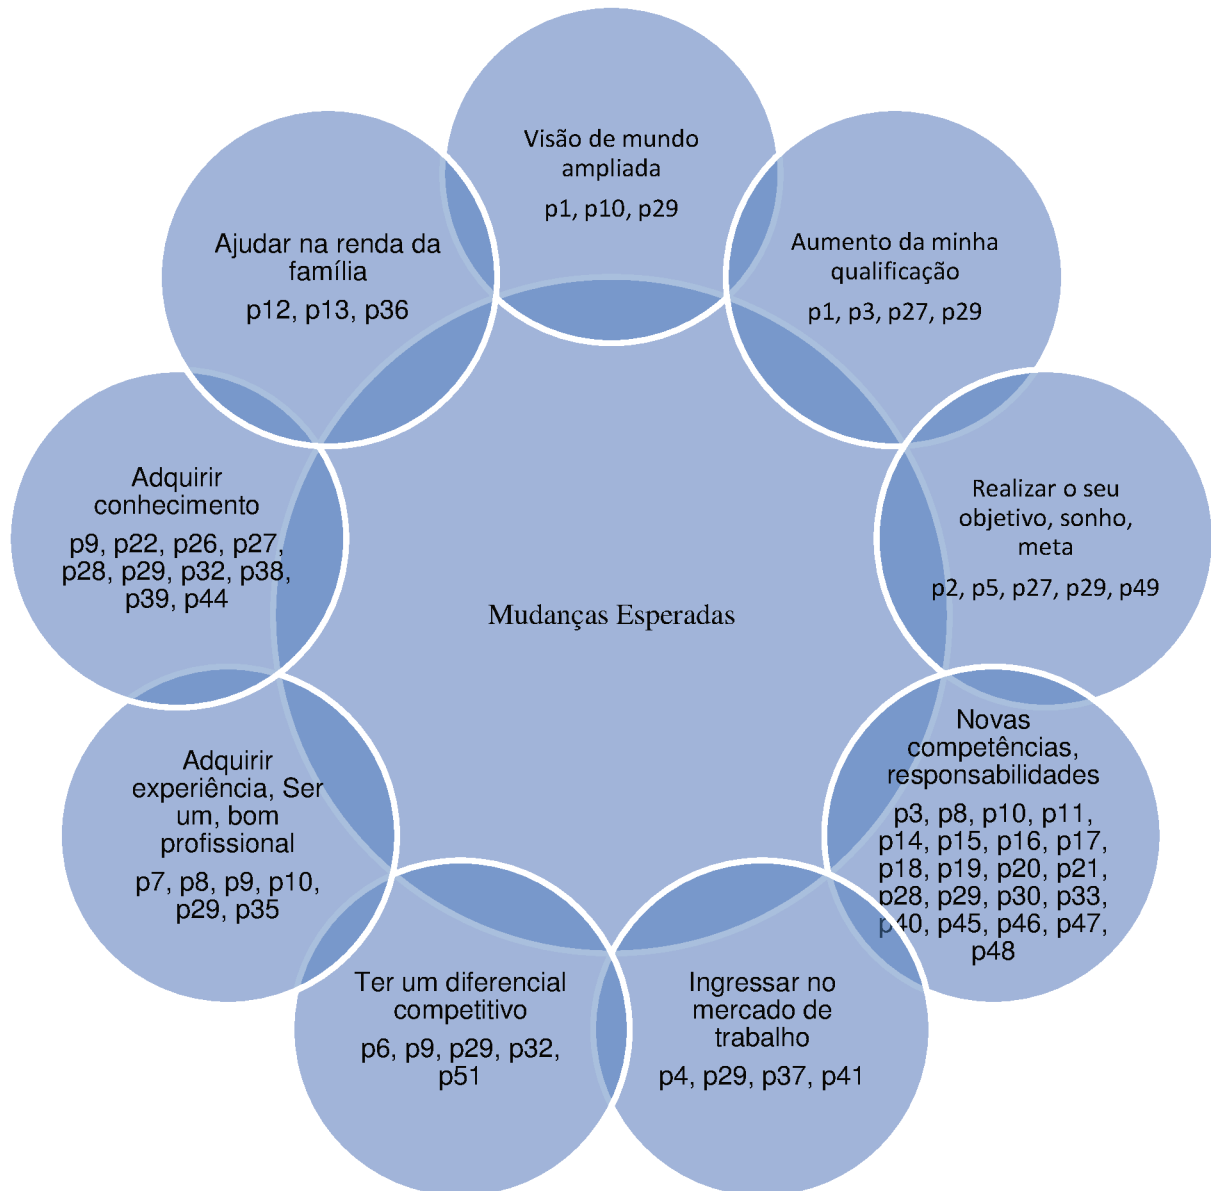 Visão de mundo
ampliada
p1, p10, p29
Aumento da minha
qualificação
p1, p3, p27, p29
Realizar o seu
objetivo, sonho,
meta
p2, p5, p27, p29, p49
Novas
competências,
responsabilidades
p3, p8, p10, p11,
p14, p15, p16, p17,
p18, p19, p20, p21,
p28, p29, p30, p33,
p40, p45, p46, p47,
p48
Ingressar no
mercado de
trabalho
p4, p29, p37, p41
Ter um diferencial
competitivo
p6, p9, p29, p32,
p51
Adquirir
experiência, Ser
um, bom
profissional
p7, p8, p9, p10,
p29, p35
Adquirir
conhecimento
p9, p22, p26, p27,
p28, p29, p32, p38,
p39, p44
Ajudar na renda da
família
p12, p13, p36
Mudanças Esperadas